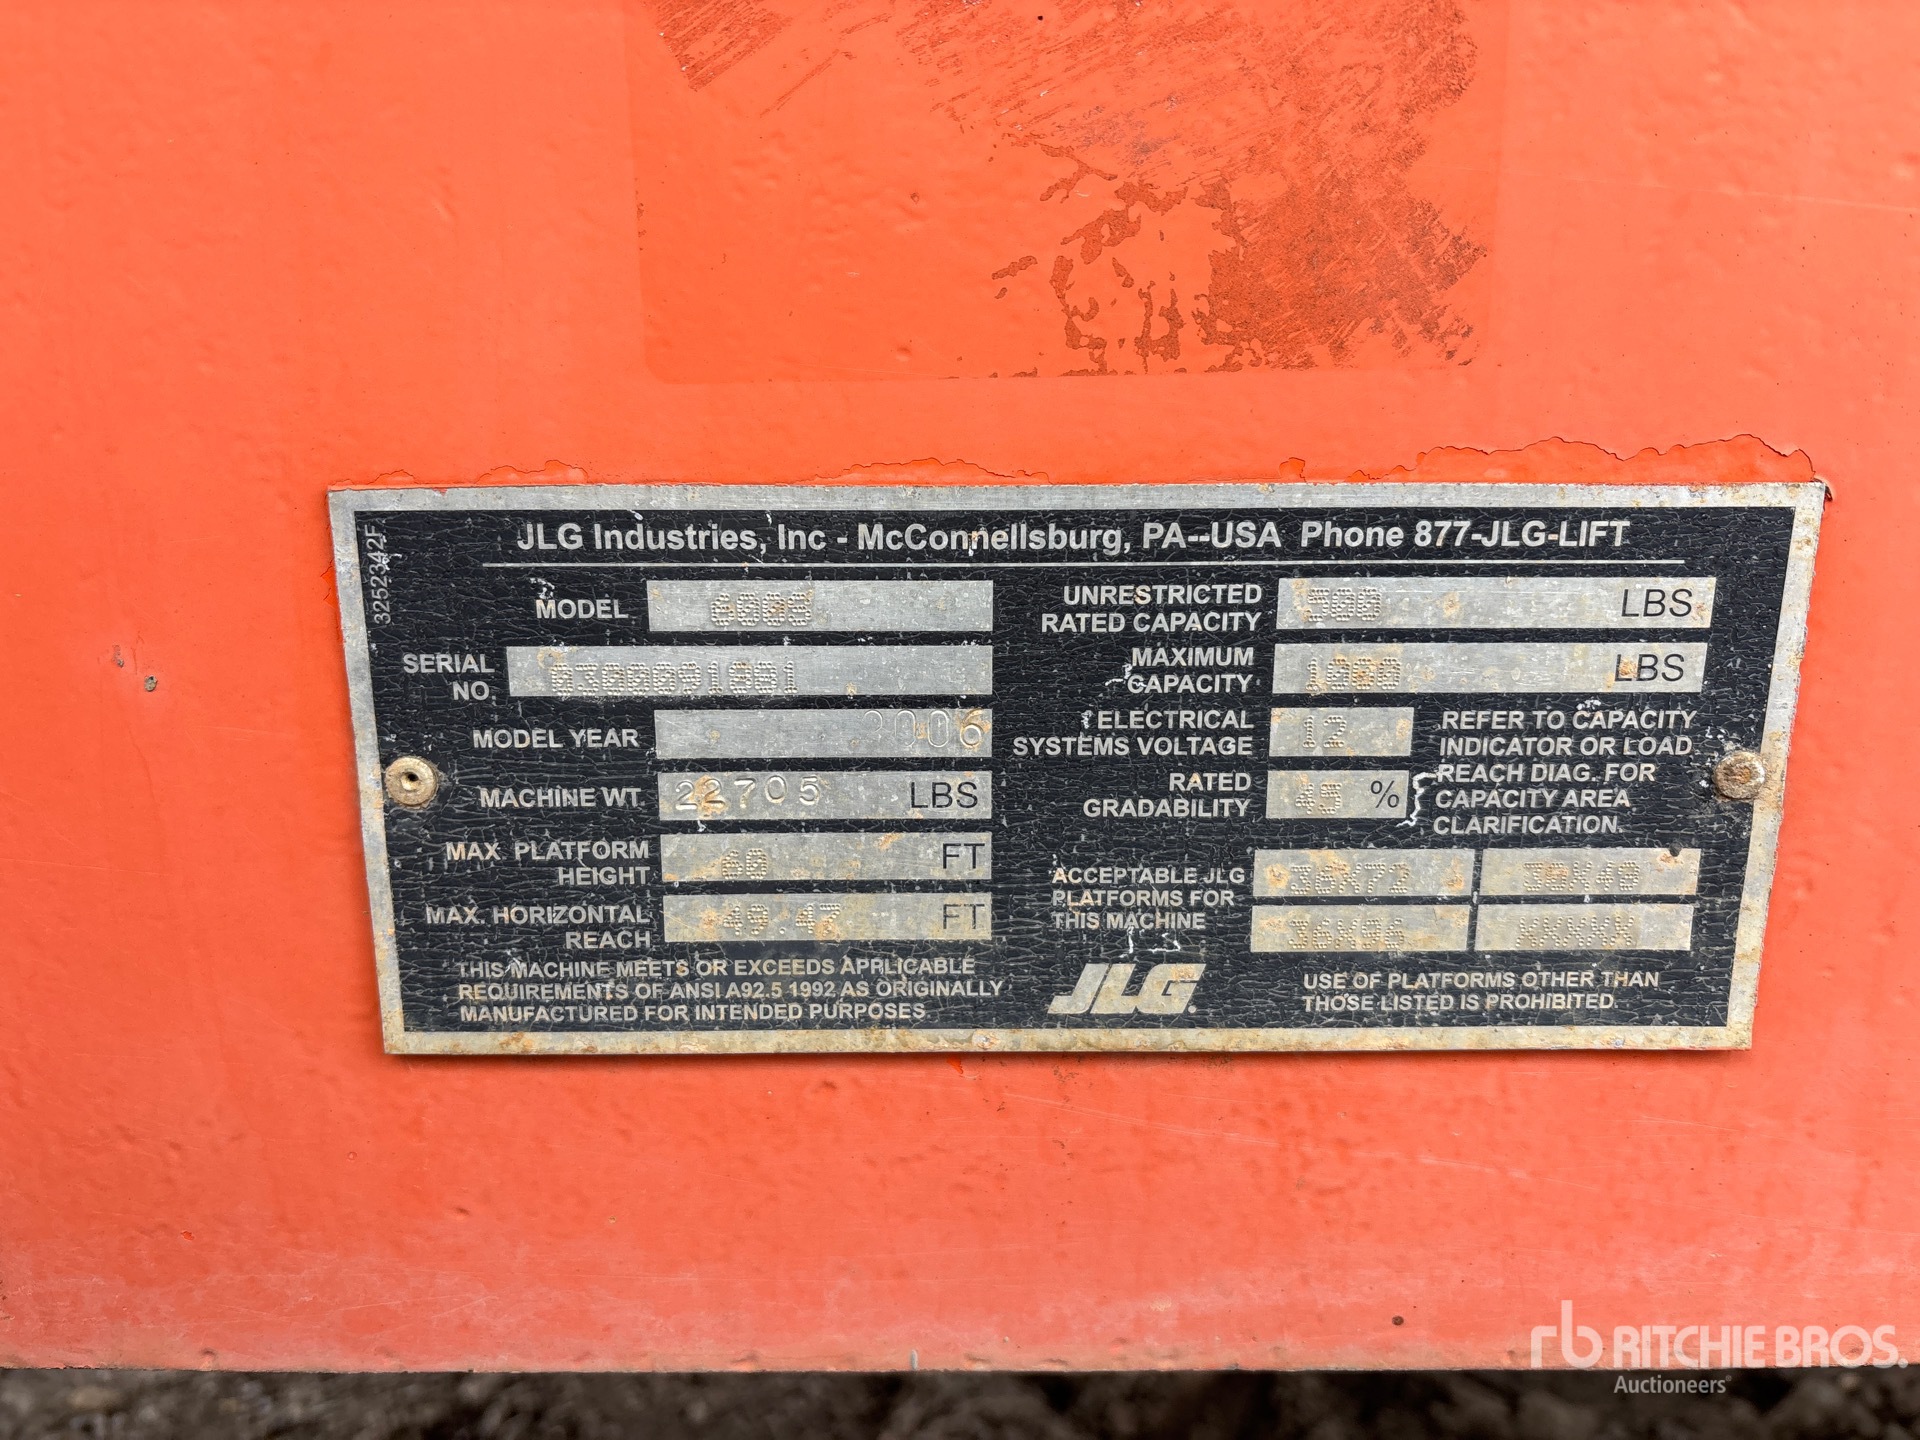 3252342F
JLG Industries, Inc - McConnellsburg, PA--USA Phone 877-JLG-LIFT
MODEL
SERIAL
NO.
MODEL YEAR 2006
MACHINE WT. 22705 LBS
MAX. PLATFORM
HEIGHT 60 FT
MAX. HORIZONTAL
REACH 49.47 FT
THIS MACHINE MEETS OR EXCEEDS APPLICABLE
REQUIREMENTS OF ANSI A92.5 1992 AS ORIGINALLY
MANUFACTURED FOR INTENDED PURPOSES.
UNRESTRICTED
RATED CAPACITY 500 LBS
MAXIMUM
CAPACITY 1000 LBS
ELECTRICAL
SYSTEMS VOLTAGE 12
RATED
GRADABILITY 45 %
REFER TO CAPACITY
INDICATOR OR LOAD
REACH DIAG. FOR
CAPACITY AREA
CLARIFICATION.
ACCEPTABLE JLG
PLATFORMS FOR
THIS MACHINE
36X72
36X96 XXXXXX
JLG
USE OF PLATFORMS OTHER THAN
THOSE LISTED IS PROHIBITED.
rb RITCHIE BROS.
Auctioneers